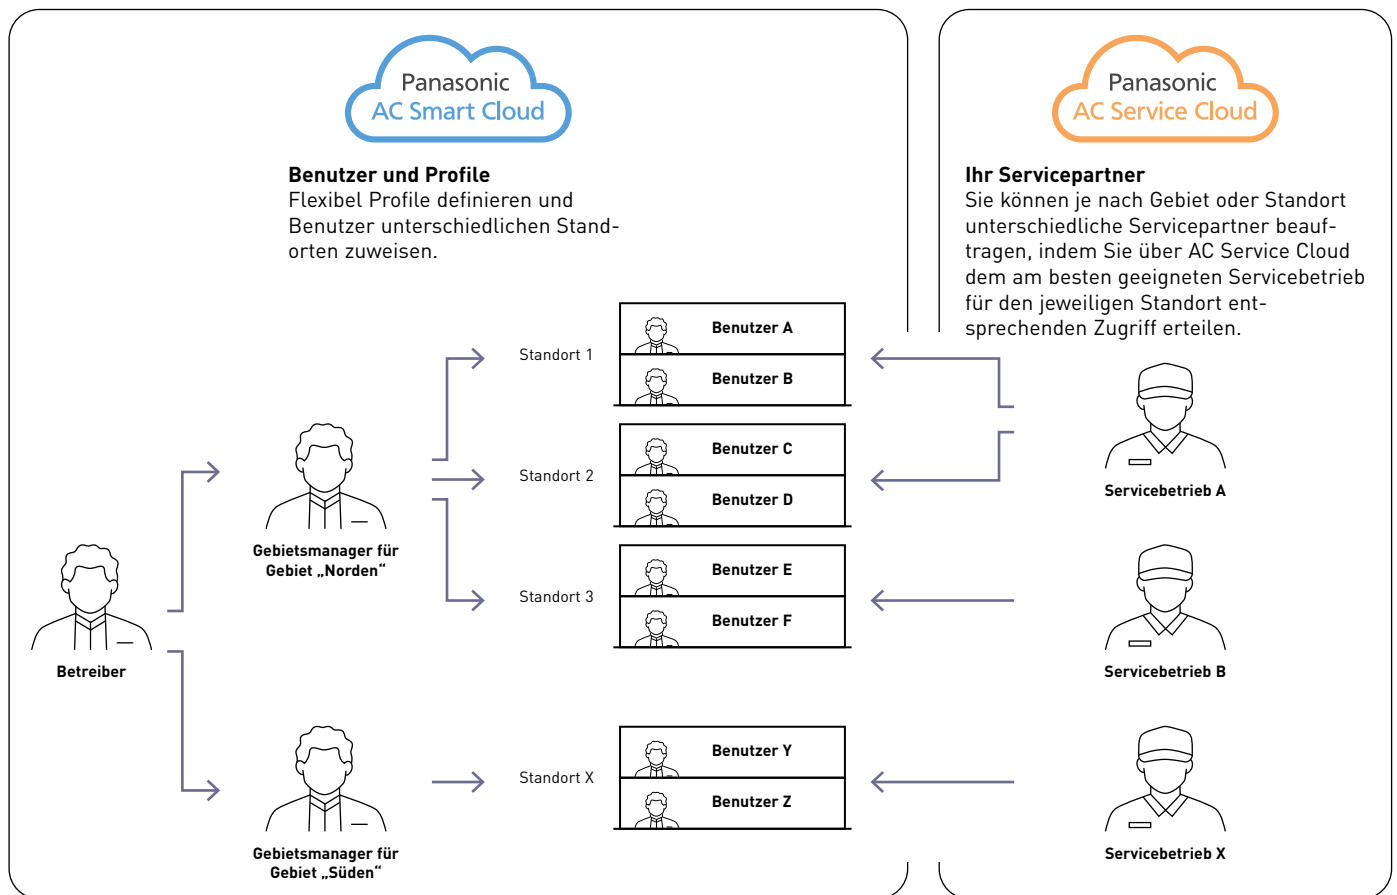 Panasonic
AC Smart Cloud
Benutzer und Profile
Flexibel Profile definieren und
Benutzer unterschiedlichen Stand-
orten zuweisen.
Panasonic
AC Service Cloud
Ihr Servicepartner
Sie können je nach Gebiet oder Standort
unterschiedliche Servicepartner beauf-
tragen, indem Sie über AC Service Cloud
dem am besten geeigneten Servicebetrieb
für den jeweiligen Standort ent-
sprechenden Zugriff erteilen.
Betreiber
Gebietsmanager für
Gebiet „Norden“
Gebietsmanager für
Gebiet „Süden“
Standort 1
Benutzer A
Benutzer B
Standort 2
Benutzer C
Benutzer D
Standort 3
Benutzer E
Benutzer F
Standort X
Benutzer Y
Benutzer Z
Servicebetrieb A
Servicebetrieb B
Servicebetrieb X